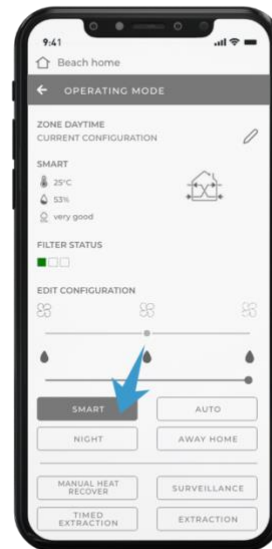 9:41
Beach home
OPERATING MODE
ZONE DAYTIME
CURRENT CONFIGURATION
SMART
25°C
53%
very good
FILTER STATUS
EDIT CONFIGURATION
SMART
AUTO
NIGHT
AWAY HOME
MANUAL HEAT
RECOVER
SURVEILLANCE
TIMED
EXTRACTION
EXTRACTION